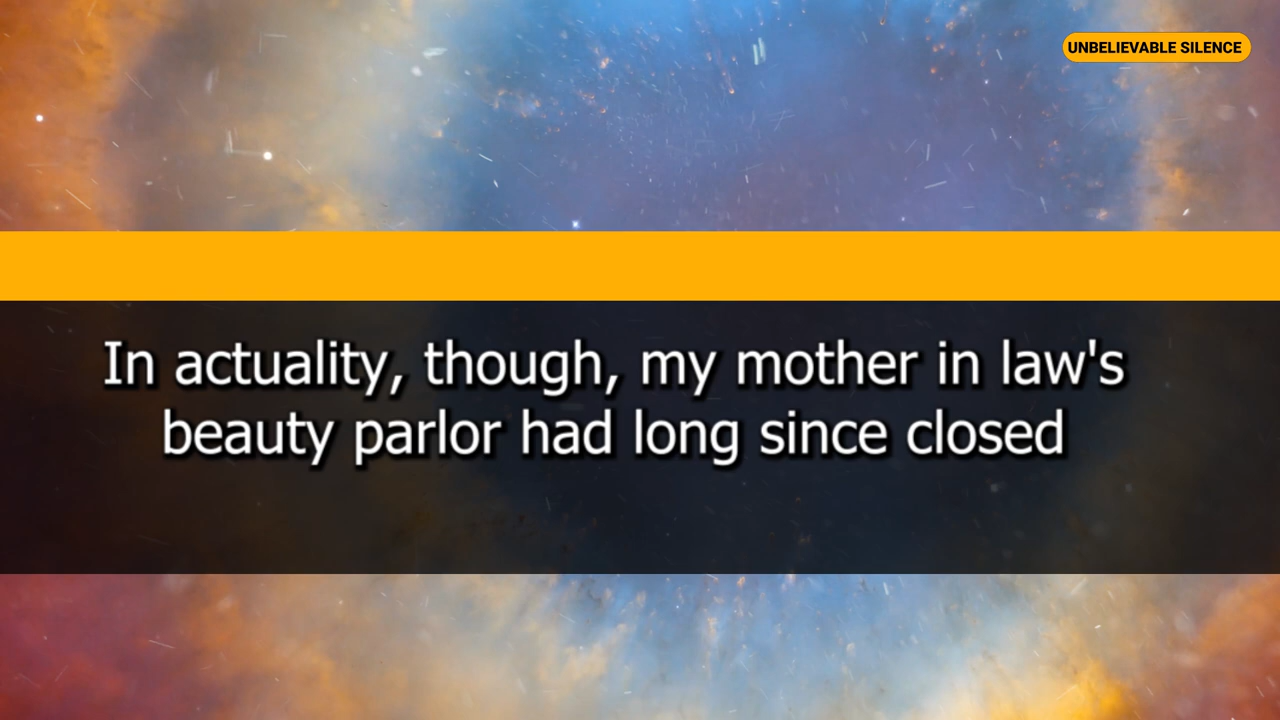 UNBELIEVABLE SILENCE
In actuality, though, my mother in law's
beauty parlor had long since closed